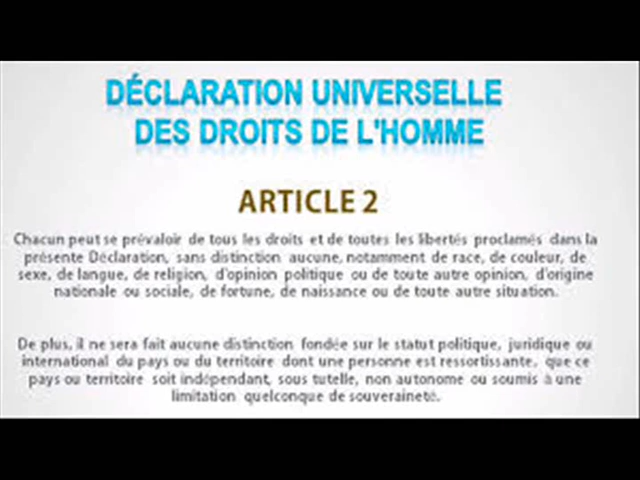 DÉCLARATION UNIVERSELLE
DES DROITS DE L'HOMME
ARTICLE 2
Chacun peut se prévaloir de tous les droits et de toutes les libertés proclamés dans la
présente Déclaration, sans distinction aucune, notamment de race, de couleur, de
sexe, de langue, de religion, d'opinion politique ou de toute autre opinion, d'origine
nationale ou sociale, de fortune, de naissance ou de toute autre situation.
De plus, il ne sera fait aucune distinction fondée sur le statut politique, juridique ou
international du pays ou du territoire dont une personne est ressortissante, que ce
pays ou territoire soit indépendant, sous tutelle, non autonome ou soumis à une
limitation quelconque de souveraineté.